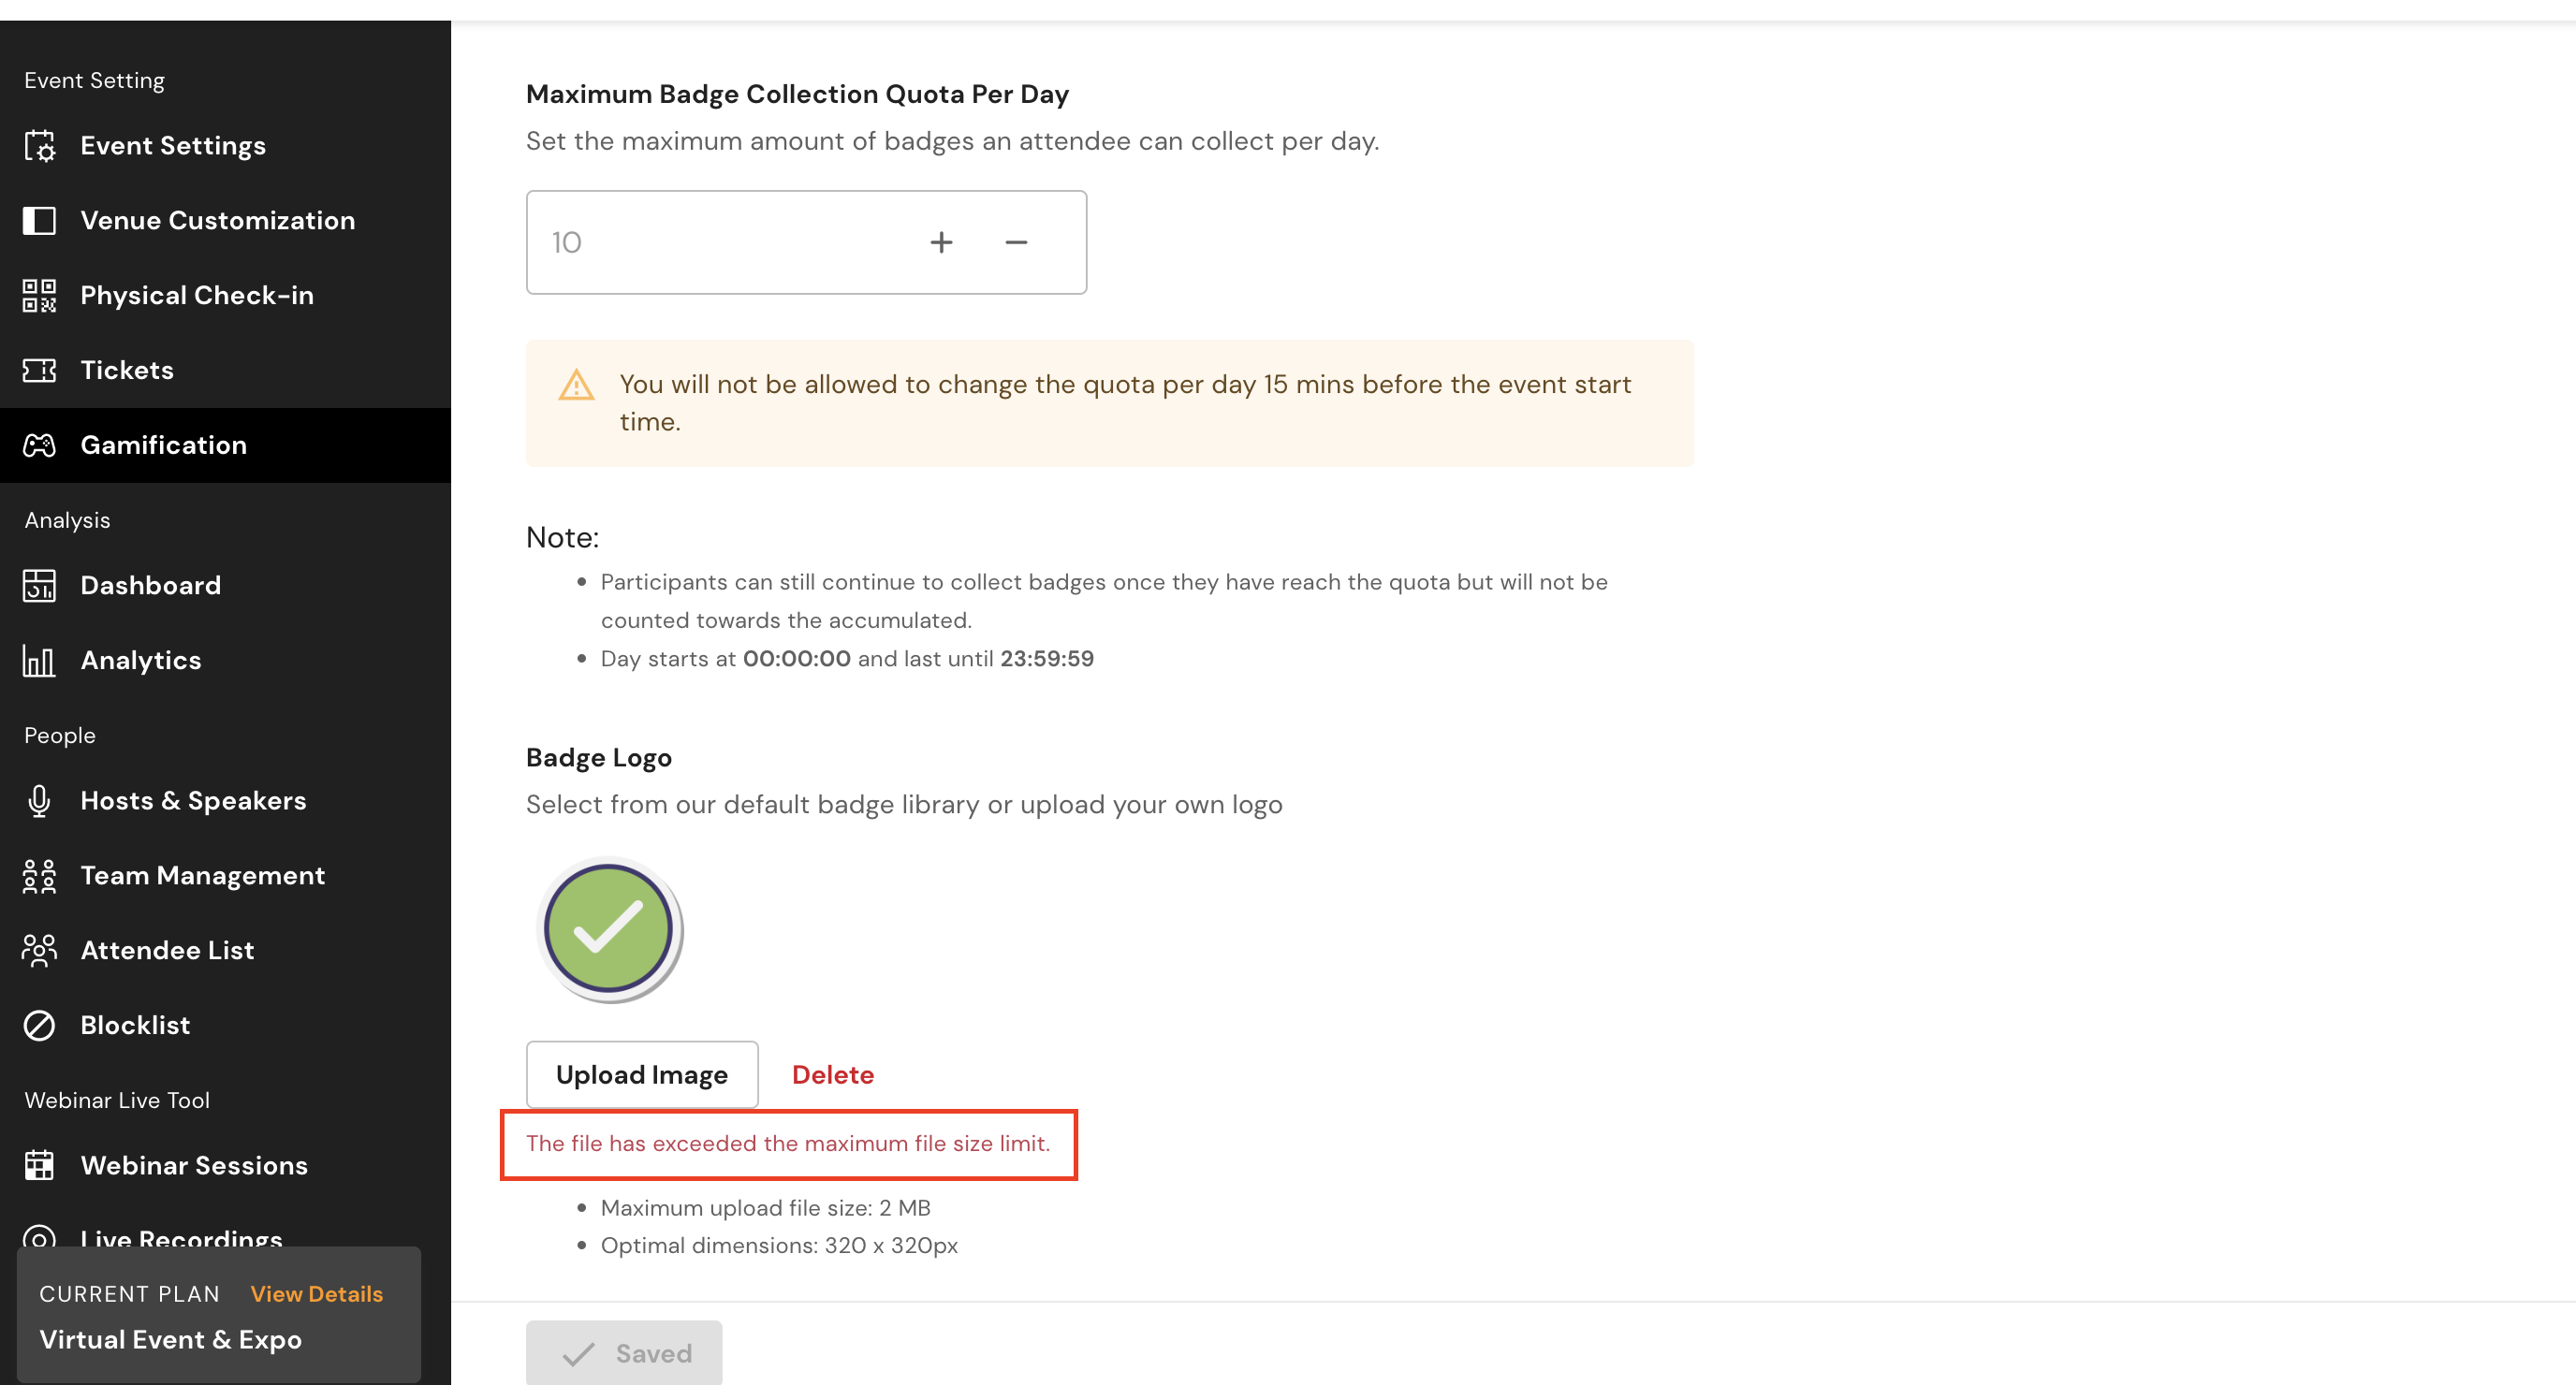 Event Setting
Event Settings
Venue Customization
Physical Check-in
Tickets
Gamification
Analysis
Dashboard
Analytics
People
Hosts & Speakers
Team Management
Attendee List
Blocklist
Webinar Live Tool
Webinar Sessions
Live Recordings
CURRENT PLAN View Details
Virtual Event & Expo
Maximum Badge Collection Quota Per Day
Set the maximum amount of badges an attendee can collect per day.
10 + −
You will not be allowed to change the quota per day 15 mins before the event start
time.
Note:
• Participants can still continue to collect badges once they have reach the quota but will not be
counted towards the accumulated.
• Day starts at 00:00:00 and last until 23:59:59
Badge Logo
Select from our default badge library or upload your own logo
Upload Image Delete
The file has exceeded the maximum file size limit.
• Maximum upload file size: 2 MB
• Optimal dimensions: 320 x 320px
Saved